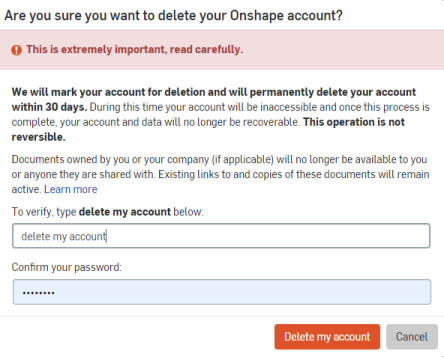 Are you sure you want to delete your Onshape account?
This is extremely important, read carefully.
We will mark your account for deletion and will permanently delete your account
within 30 days. During this time your account will be inaccessible and once this process is
complete, your account and data will no longer be recoverable. This operation is not
reversible.
Documents owned by you or your company (if applicable) will no longer be available to you
or anyone they are shared with. Existing links to and copies of these documents will remain
active. Learn more
To verify, type delete my account below:
delete my account
Confirm your password:
••••••••
Delete my account Cancel